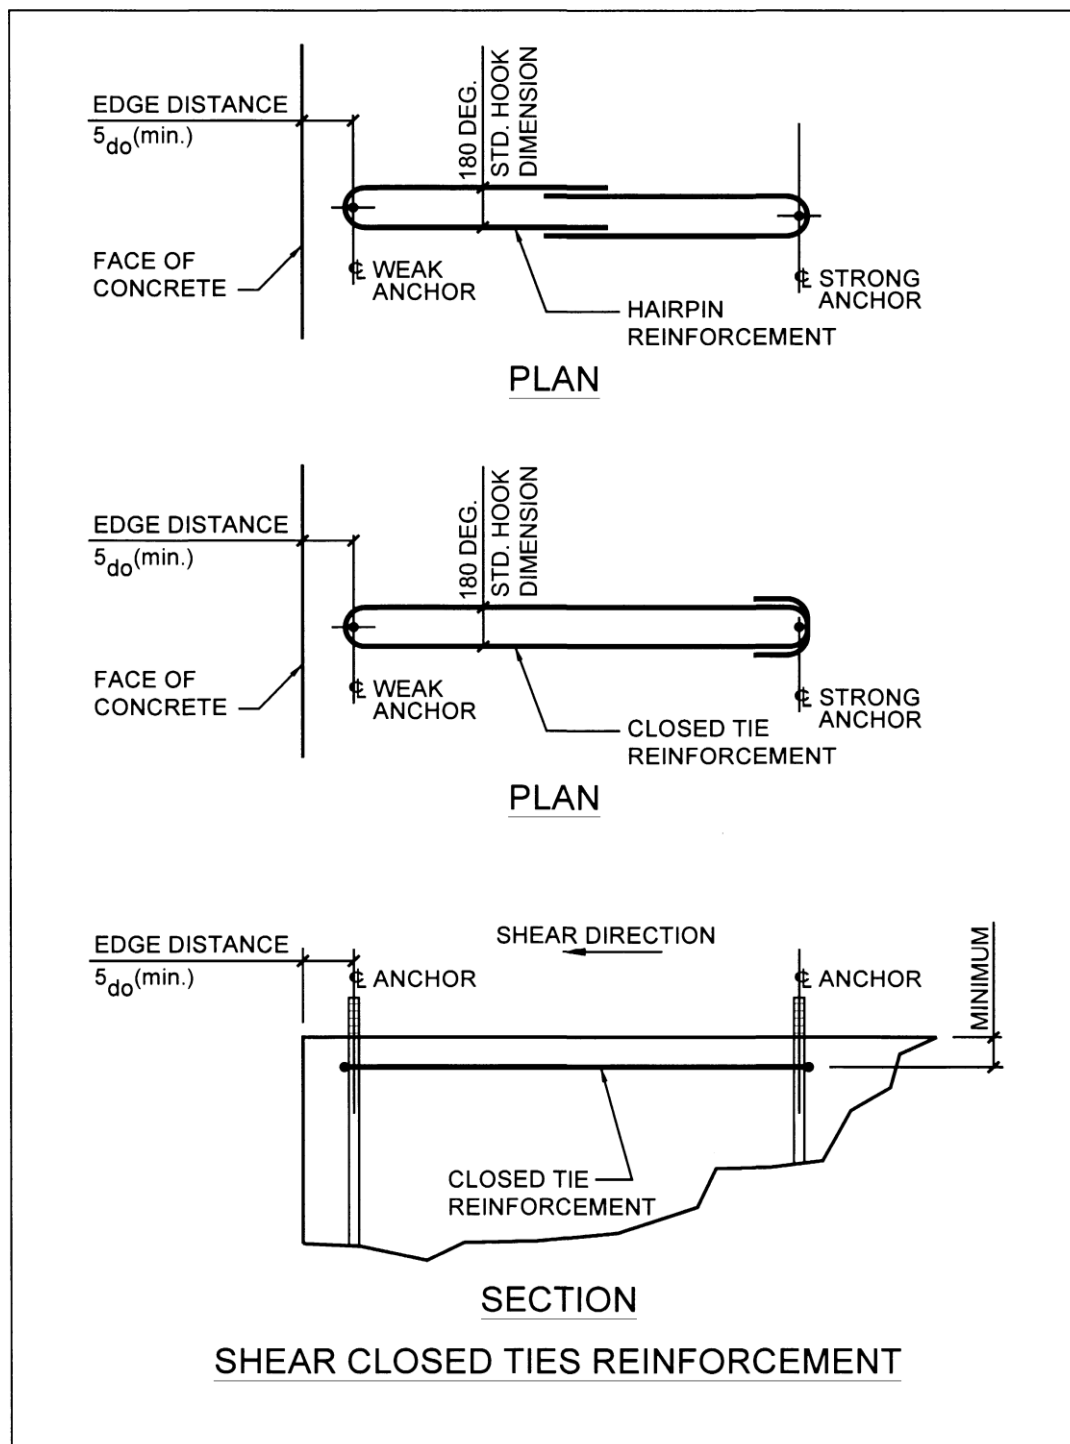 EDGE DISTANCE
5do(min.)
180 DEG.
STD. HOOK
DIMENSION
FACE OF
CONCRETE
℄ WEAK
ANCHOR
℄ STRONG
ANCHOR
HAIRPIN
REINFORCEMENT
PLAN
EDGE DISTANCE
5do(min.)
180 DEG.
STD. HOOK
DIMENSION
FACE OF
CONCRETE
℄ WEAK
ANCHOR
℄ STRONG
ANCHOR
CLOSED TIE
REINFORCEMENT
PLAN
EDGE DISTANCE
5do(min.)
SHEAR DIRECTION
℄ ANCHOR
℄ ANCHOR
MINIMUM
CLOSED TIE
REINFORCEMENT
SECTION
SHEAR CLOSED TIES REINFORCEMENT